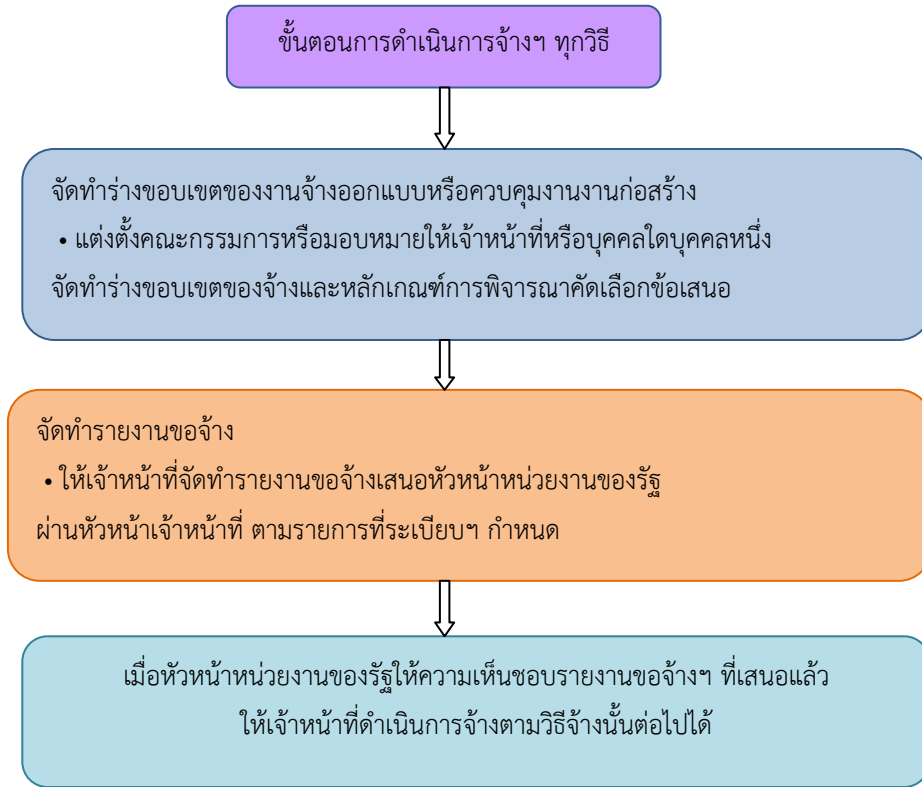 ขั้นตอนการดำเนินการจ้างฯ ทุกวิธี
จัดทำร่างขอบเขตของงานจ้างออกแบบหรือควบคุมงานงานก่อสร้าง
• แต่งตั้งคณะกรรมการหรือมอบหมายให้เจ้าหน้าที่หรือบุคคลใดบุคคลหนึ่ง
จัดทำร่างขอบเขตของจ้างและหลักเกณฑ์การพิจารณาคัดเลือกข้อเสนอ
จัดทำรายงานขอจ้าง
• ให้เจ้าหน้าที่จัดทำรายงานขอจ้างเสนอหัวหน้าหน่วยงานของรัฐ
ผ่านหัวหน้าเจ้าหน้าที่ ตามรายการที่ระเบียบฯ กำหนด
เมื่อหัวหน้าหน่วยงานของรัฐให้ความเห็นชอบรายงานขอจ้างฯ ที่เสนอแล้ว
ให้เจ้าหน้าที่ดำเนินการจ้างตามวิธีจ้างนั้นต่อไปได้